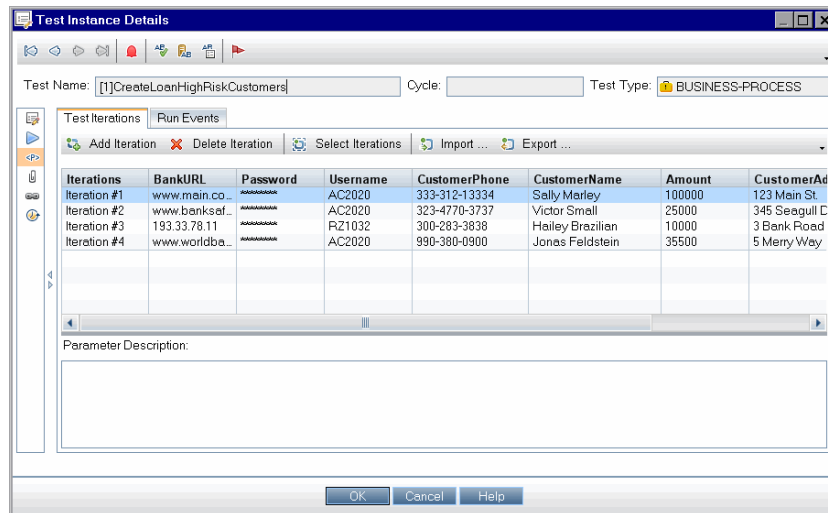 Test Instance Details
Test Name: [1]CreateLoanHighRiskCustomers Cycle: Test Type: BUSINESS-PROCESS
Test Iterations Run Events
Add Iteration Delete Iteration Select Iterations Import ... Export ...
<P>
Iterations BankURL Password Username CustomerPhone CustomerName Amount CustomerAd
Iteration #1 www.main.co... ********* AC2020 333-312-13334 Sally Marley 100000 123 Main St.
Iteration #2 www.banksaf... ********* AC2020 323-4770-3737 Victor Small 25000 345 Seagull D
Iteration #3 193.33.78.11 ********* RZ1032 300-283-3838 Hailey Brazilian 10000 3 Bank Road
Iteration #4 www.worldba... ********* AC2020 990-380-0900 Jonas Feldstein 35500 5 Merry Way
Parameter Description:
OK Cancel Help